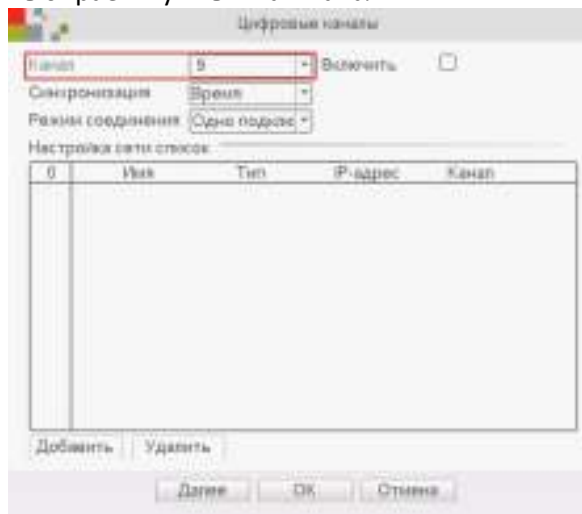 Цифровые каналы
Канал 9 Включить
Синхронизация Время
Режим соединения Одно подклю
Настройка сети список
0 Имя Тип IP-адрес Канал
Добавить Удалить
Далее OK Отмена